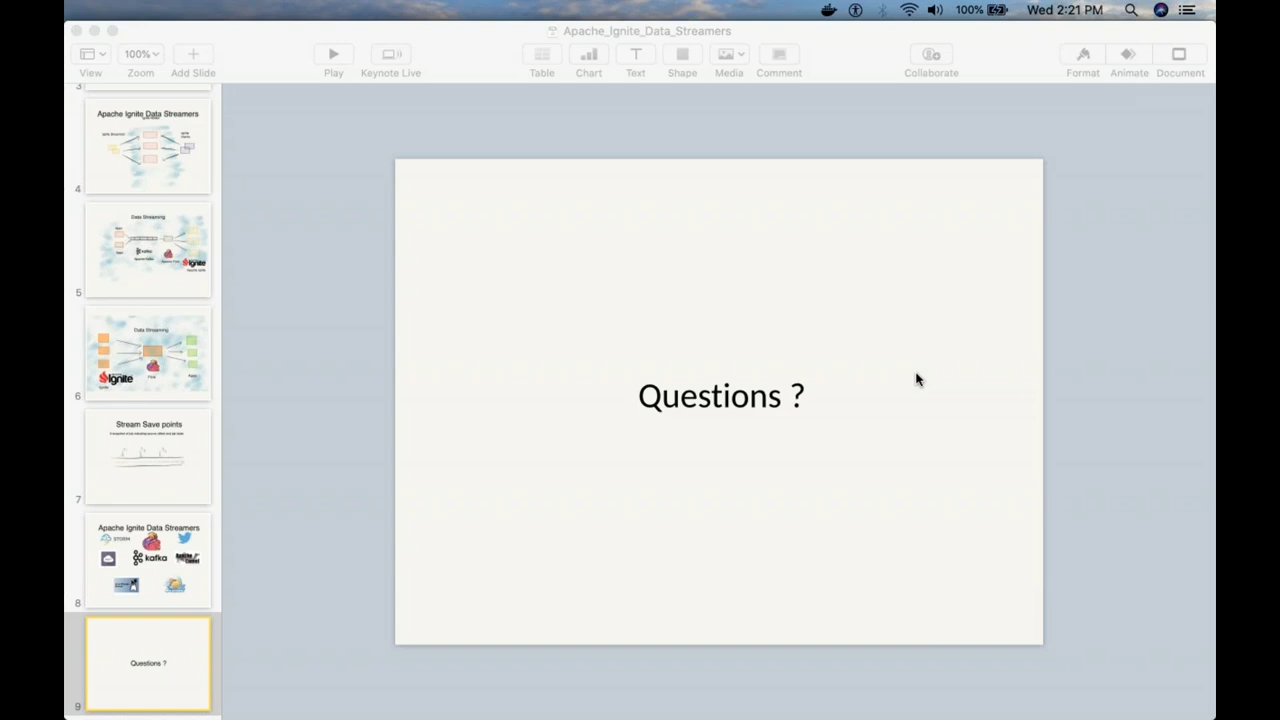 100% Wed 2:21 PM
Apache_Ignite_Data_Streamers
100%
View Zoom Add Slide Play Keynote Live Table Chart Text Shape Media Comment Collaborate Format Animate Document
3
Apache Ignite Data Streamers
4
Data Streaming
kafka
Ignite
5
Data Streaming
Ignite
6
Stream Save points
7
Apache Ignite Data Streamers
STORM
kafka
8
Questions ?
9
Questions ?